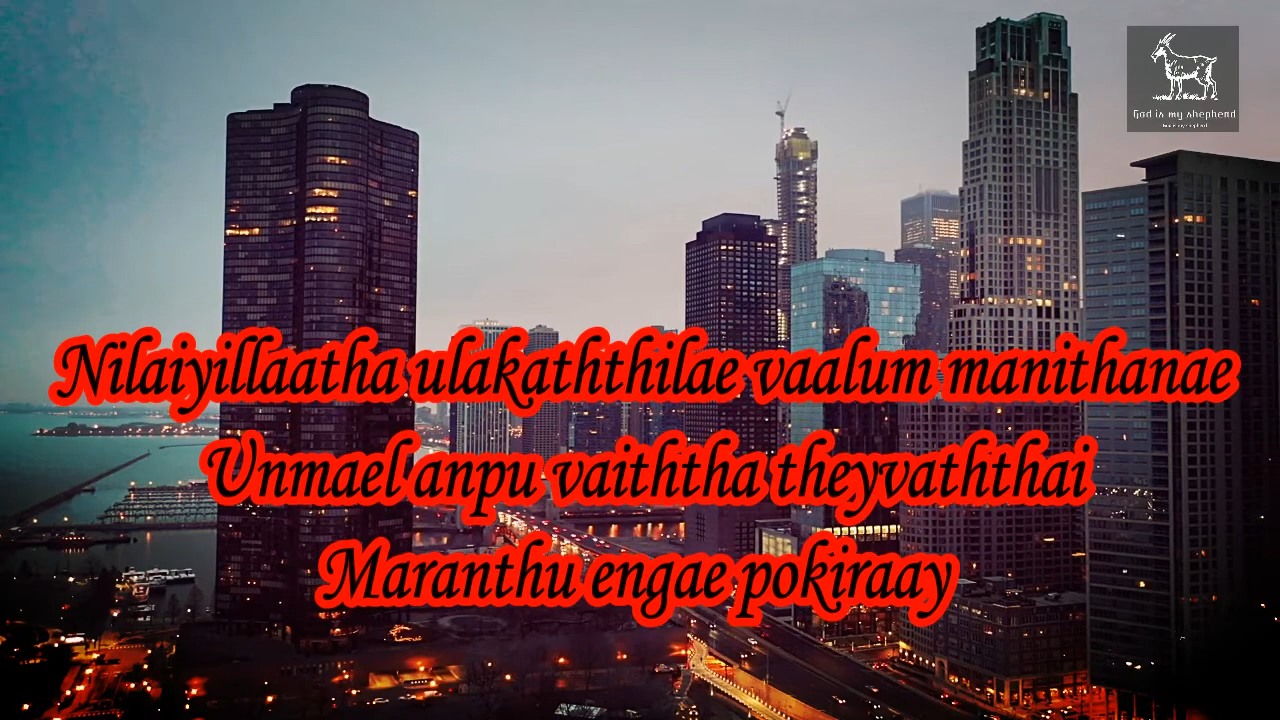 God is my shepherd
Nilaiyillaatha ulakaththilae vaalum manithanae
Unmael anpu vaiththa theyvaththai
Maranthu engae pokiraay